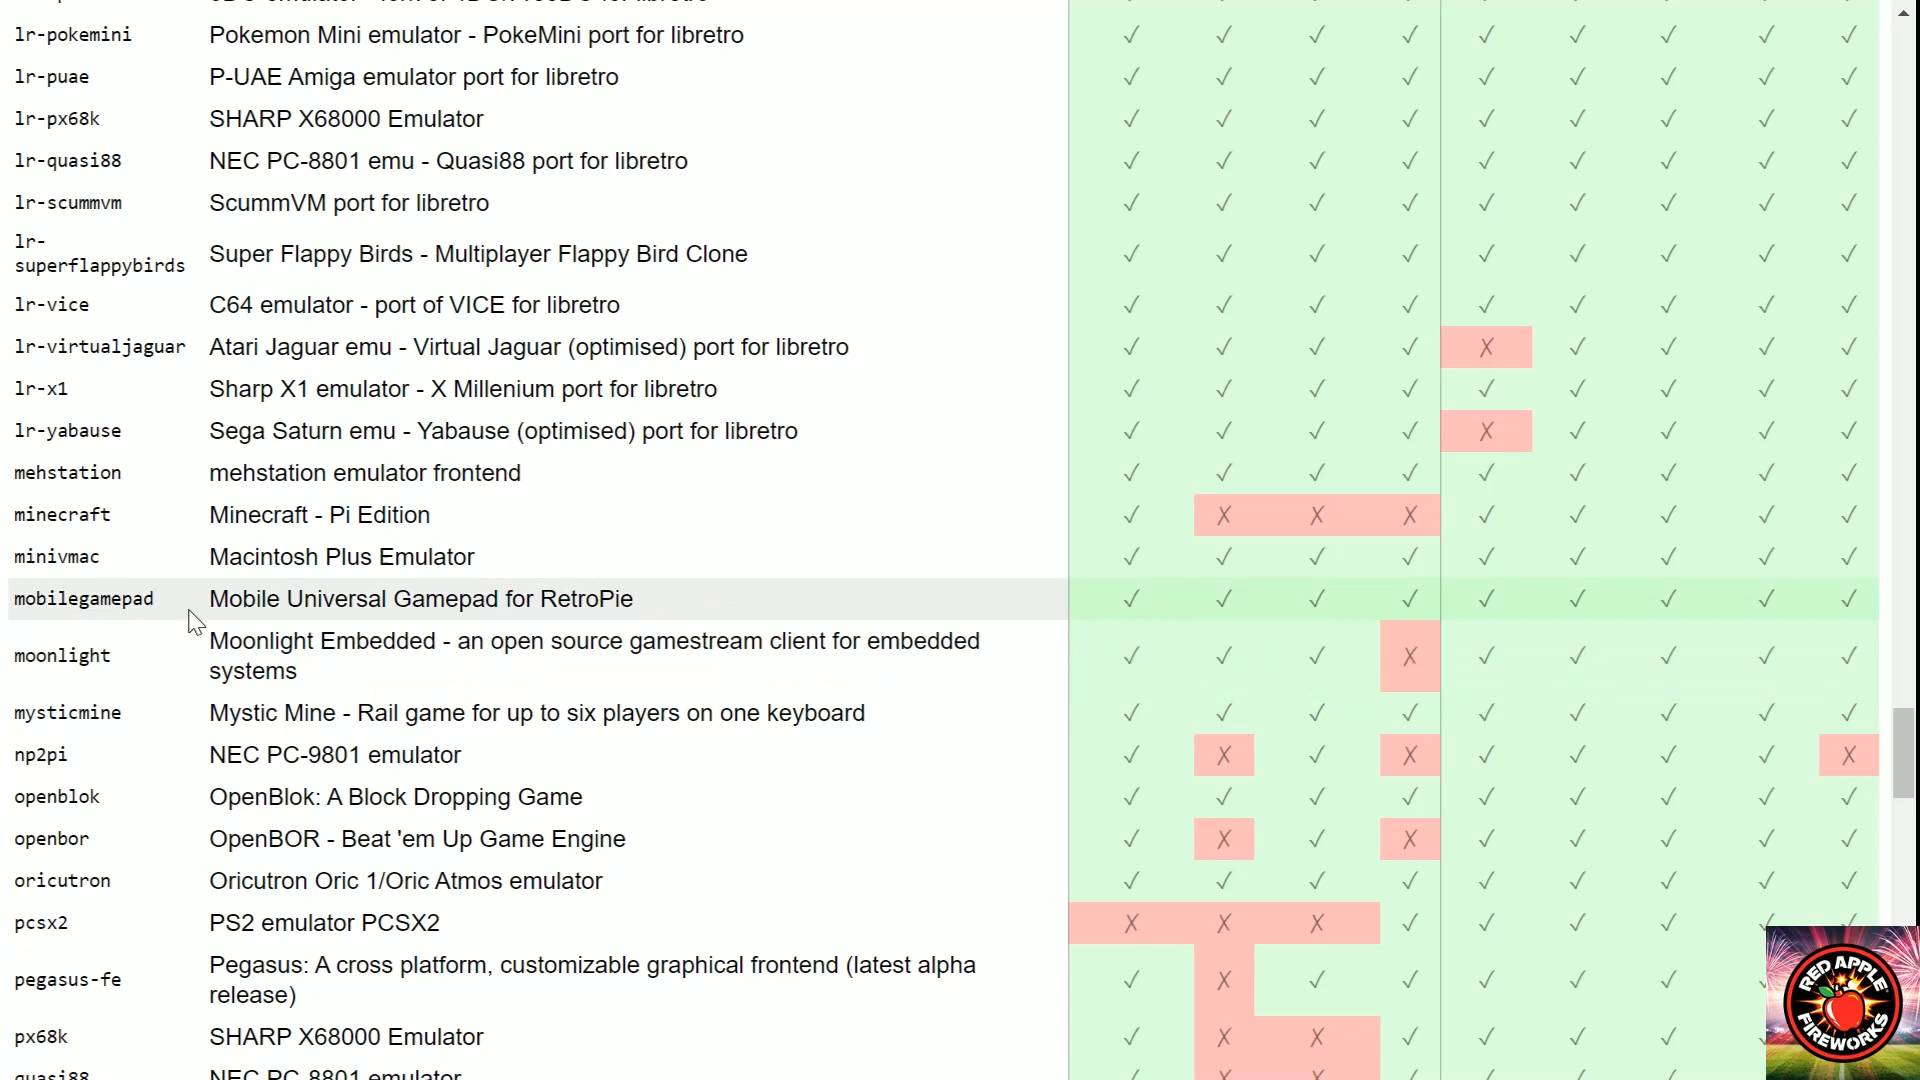 lr-pokemini Pokemon Mini emulator - PokeMini port for libretro ✓ ✓ ✓ ✓ ✓ ✓ ✓ ✓ ✓
lr-puae P-UAE Amiga emulator port for libretro ✓ ✓ ✓ ✓ ✓ ✓ ✓ ✓ ✓
lr-px68k SHARP X68000 Emulator ✓ ✓ ✓ ✓ ✓ ✓ ✓ ✓ ✓
lr-quasi88 NEC PC-8801 emu - Quasi88 port for libretro ✓ ✓ ✓ ✓ ✓ ✓ ✓ ✓ ✓
lr-scummvm ScummVM port for libretro ✓ ✓ ✓ ✓ ✓ ✓ ✓ ✓ ✓
lr-
superflappybirds Super Flappy Birds - Multiplayer Flappy Bird Clone ✓ ✓ ✓ ✓ ✓ ✓ ✓ ✓ ✓
lr-vice C64 emulator - port of VICE for libretro ✓ ✓ ✓ ✓ ✓ ✓ ✓ ✓ ✓
lr-virtualjaguar Atari Jaguar emu - Virtual Jaguar (optimised) port for libretro ✓ ✓ ✓ ✓ ✗ ✓ ✓ ✓ ✓
lr-x1 Sharp X1 emulator - X Millenium port for libretro ✓ ✓ ✓ ✓ ✓ ✓ ✓ ✓ ✓
lr-yabause Sega Saturn emu - Yabause (optimised) port for libretro ✓ ✓ ✓ ✓ ✗ ✓ ✓ ✓ ✓
mehstation mehstation emulator frontend ✓ ✓ ✓ ✓ ✓ ✓ ✓ ✓ ✓
minecraft Minecraft - Pi Edition ✓ ✗ ✗ ✗ ✓ ✓ ✓ ✓ ✓
minivmac Macintosh Plus Emulator ✓ ✓ ✓ ✓ ✓ ✓ ✓ ✓ ✓
mobilegamepad Mobile Universal Gamepad for RetroPie ✓ ✓ ✓ ✓ ✓ ✓ ✓ ✓ ✓
moonlight Moonlight Embedded - an open source gamestream client for embedded ✓ ✓ ✓ ✗ ✓ ✓ ✓ ✓ ✓
systems
mysticmine Mystic Mine - Rail game for up to six players on one keyboard ✓ ✓ ✓ ✓ ✓ ✓ ✓ ✓ ✓
np2pi NEC PC-9801 emulator ✓ ✗ ✓ ✗ ✓ ✓ ✓ ✓ ✗
openblok OpenBlok: A Block Dropping Game ✓ ✓ ✓ ✓ ✓ ✓ ✓ ✓ ✓
openbor OpenBOR - Beat 'em Up Game Engine ✓ ✗ ✓ ✗ ✓ ✓ ✓ ✓ ✓
oricutron Oricutron Oric 1/Oric Atmos emulator ✓ ✓ ✓ ✓ ✓ ✓ ✓ ✓ ✓
pcsx2 PS2 emulator PCSX2 ✗ ✗ ✗ ✓ ✓ ✓ ✓ ✓ ✓
pegasus-fe Pegasus: A cross platform, customizable graphical frontend (latest alpha ✓ ✗ ✓ ✓ ✓ ✓ ✓
release)
px68k SHARP X68000 Emulator ✓ ✗ ✗ ✓ ✓ ✓ ✓
quasi88 NEC PC-8801 emulator
RED APPLE
FIREWORKS